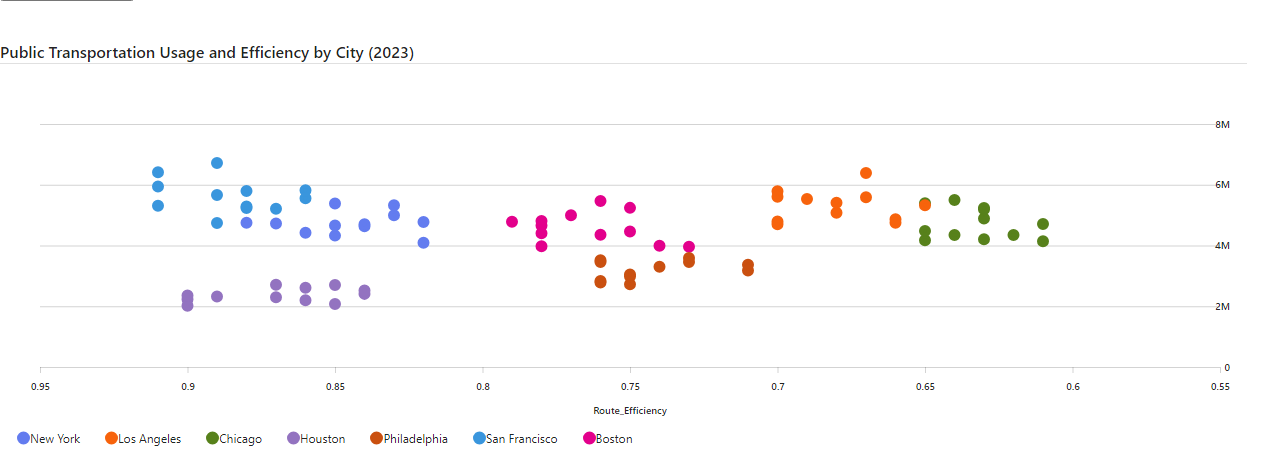 Public Transportation Usage and Efficiency by City (2023)
8M
6M
4M
2M
0
0.95 0.9 0.85 0.8 0.75 0.7 0.65 0.6 0.55
Route_Efficiency
New York Los Angeles Chicago Houston Philadelphia San Francisco Boston